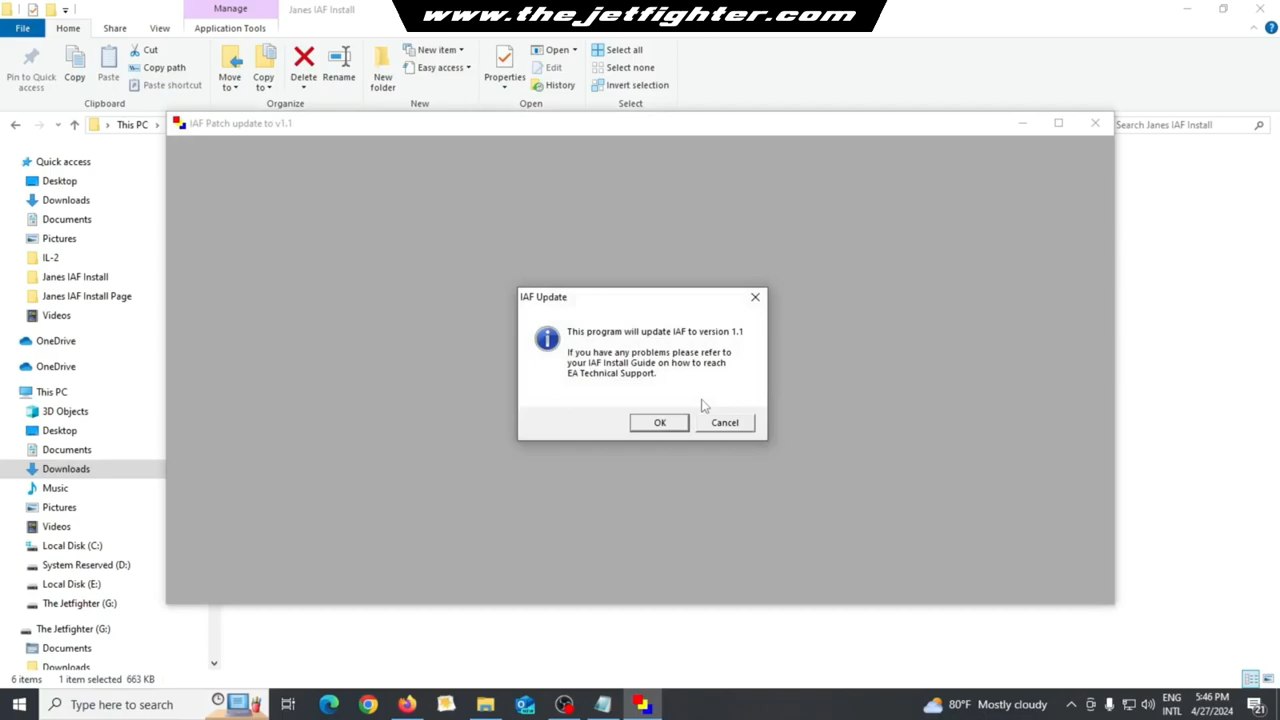 www.thejetfighter.com
Manage
Janes IAF Install
File
Home
Share
View
Application Tools
Pin to Quick access
Copy
Paste
Cut
Copy path
Paste shortcut
Clipboard
Move to
Copy to
Delete
Rename
Organize
New folder
New item
Easy access
New
Properties
Open
Edit
History
Open
Select all
Select none
Invert selection
Select
This PC
Search Janes IAF Install
IAF Patch update to v1.1
Quick access
Desktop
Downloads
Documents
Pictures
IL-2
Janes IAF Install
Janes IAF Install Page
Videos
OneDrive
OneDrive
This PC
3D Objects
Desktop
Documents
Downloads
Music
Pictures
Videos
Local Disk (C:)
System Reserved (D:)
Local Disk (E:)
The Jetfighter (G:)
The Jetfighter (G:)
Documents
Downloads
IAF Update
This program will update IAF to version 1.1
If you have any problems please refer to
your IAF Install Guide on how to reach
EA Technical Support.
OK
Cancel
6 items
1 item selected 663 KB
Type here to search
80°F Mostly cloudy
ENG
INTL
5:46 PM
4/27/2024
21